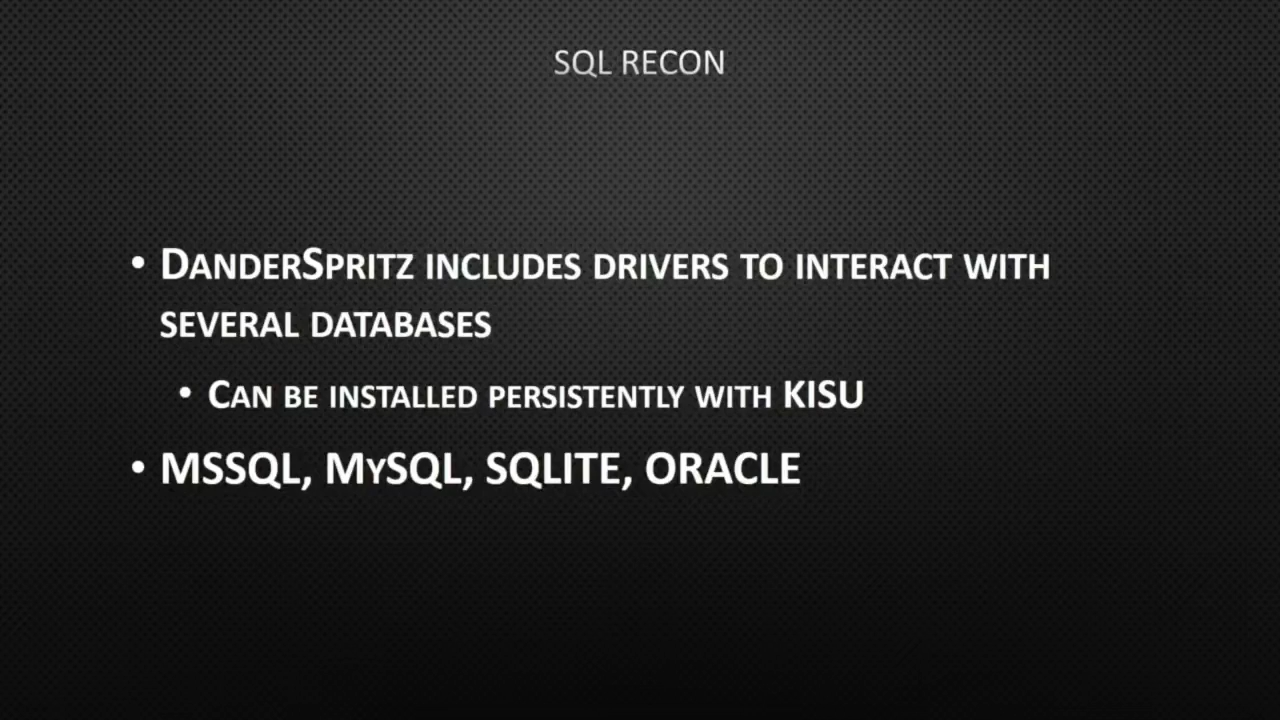 SQL RECON
• DanderSpritz includes drivers to interact with
several databases
• Can be installed persistently with KISU
• MSSQL, MySQL, SQLITE, ORACLE